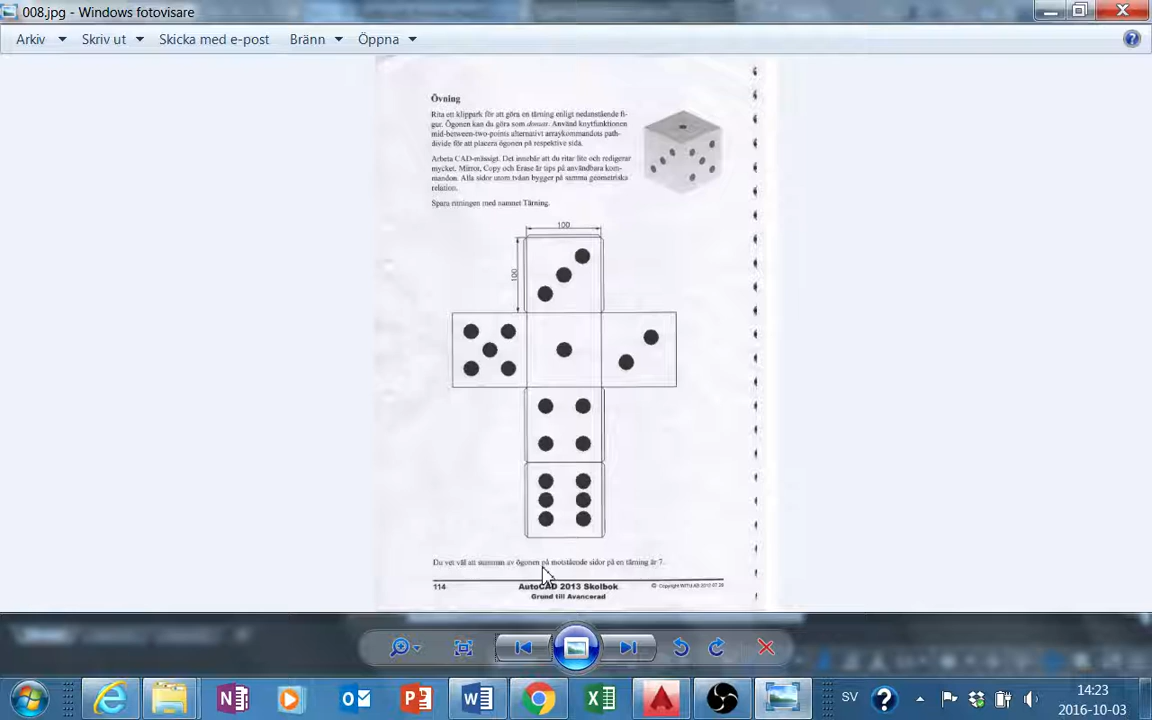 008.jpg - Windows fotovisare
Arkiv Skriv ut Skicka med e-post Bränn Öppna
Övning
Rita ett klippark för att göra en tärning enligt nedanstående fi-
gur. Ögonen kan du göra som donut. Använd knytfunktionen
mid-between-two-points alternativt arraykommandots path-
divide för att placera ögonen på respektive sida.
Arbeta CAD-mässigt. Det innebär att du ritar lite och redigerar
mycket. Mirror, Copy och Erase är tips på användbara kom-
mandon. Alla sidor utom tvåan bygger på samma geometriska
relation.
Spara ritningen med namnet Tärning.
100
100
Du vet väl att summan av ögonen på motstående sidor på en tärning är 7.
114
AutoCAD 2013 Skolbok
Grund till Avancerad
SV
14:23
2016-10-03